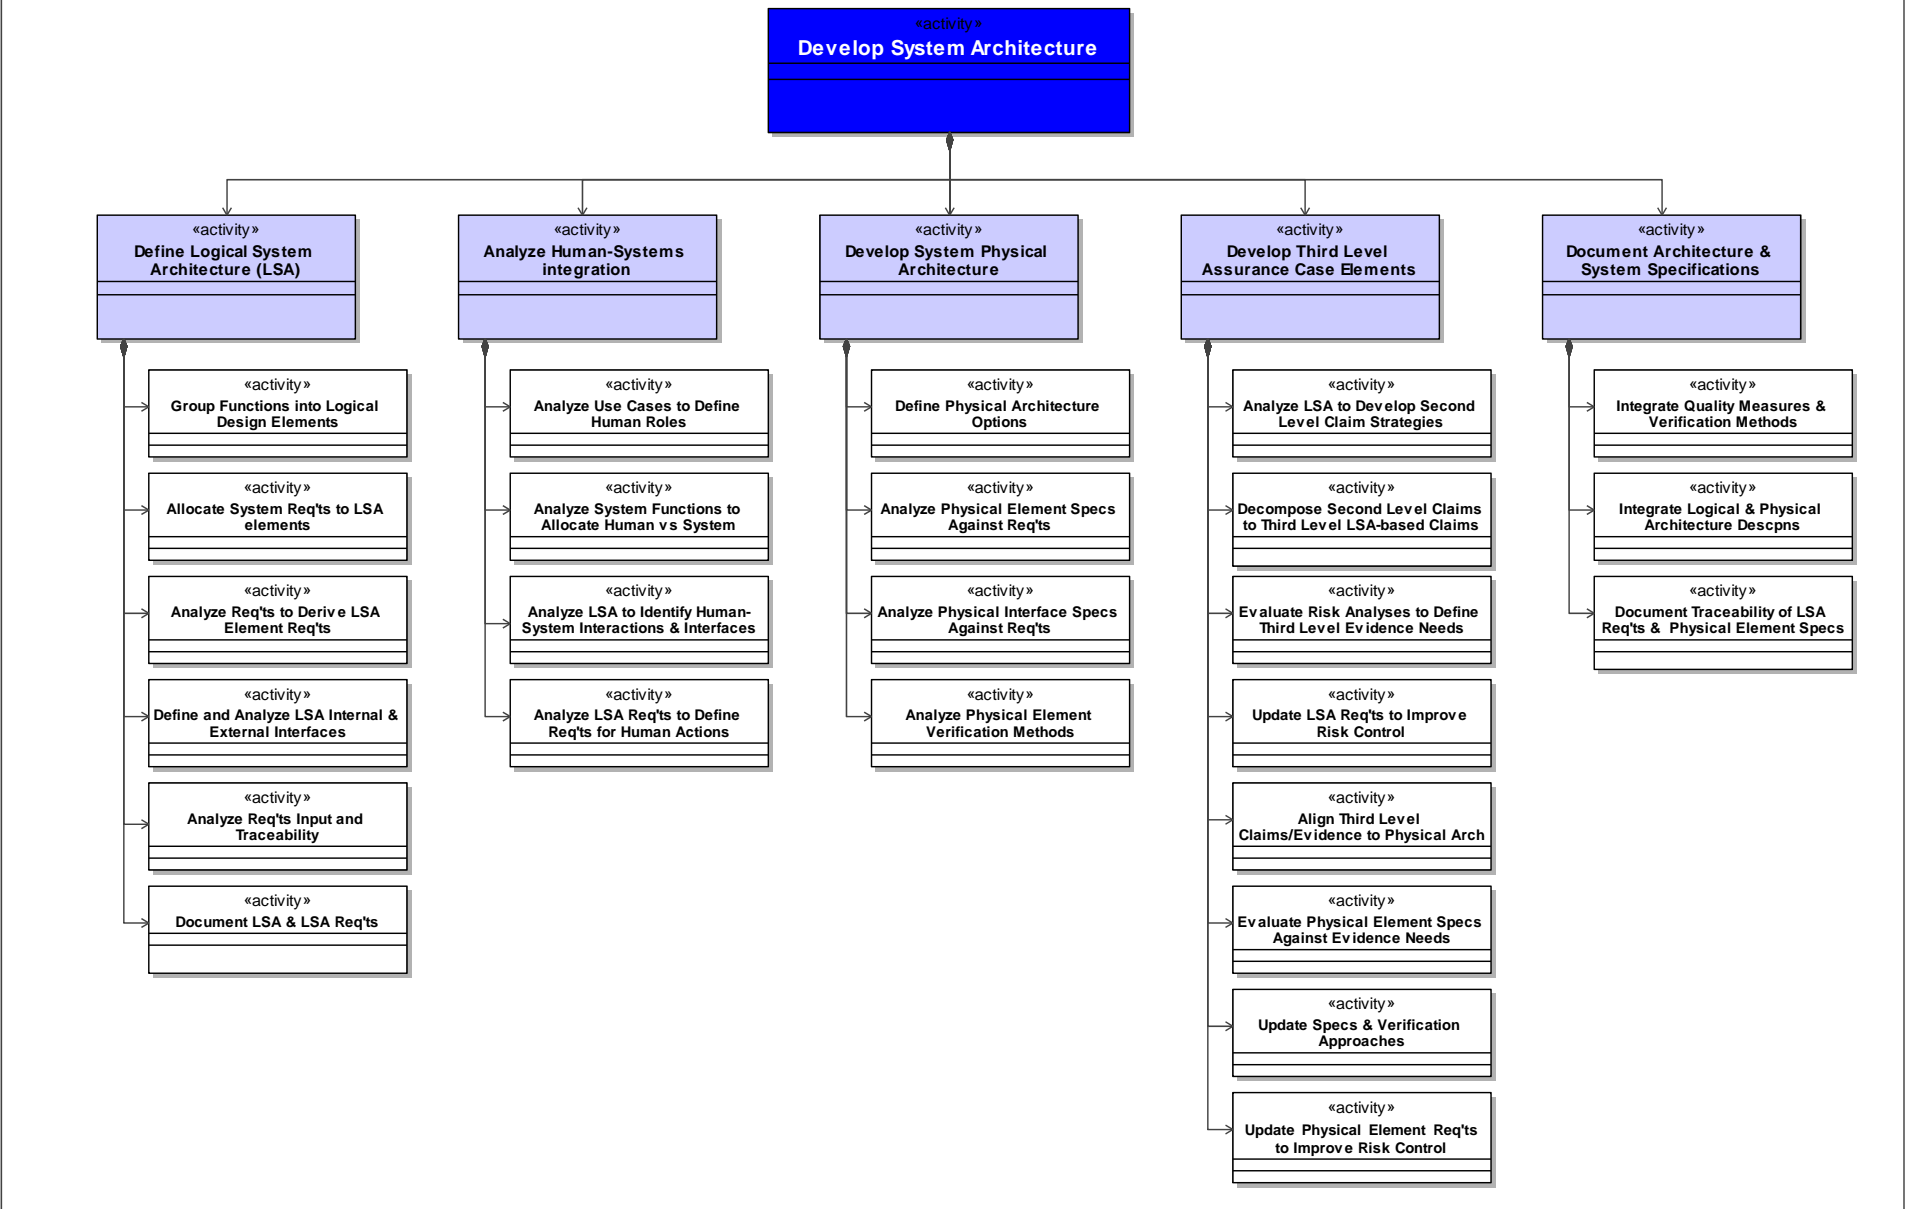 «activity»
Develop System Architecture
«activity»
Define Logical System
Architecture (LSA)
«activity»
Group Functions into Logical
Design Elements
«activity»
Allocate System Req'ts to LSA
elements
«activity»
Analyze Req'ts to Derive LSA
Element Req'ts
«activity»
Define and Analyze LSA Internal &
External Interfaces
«activity»
Analyze Req'ts Input and
Traceability
«activity»
Document LSA & LSA Req'ts
«activity»
Analyze Human-Systems
integration
«activity»
Analyze Use Cases to Define
Human Roles
«activity»
Analyze System Functions to
Allocate Human vs System
«activity»
Analyze LSA to Identify Human-
System Interactions & Interfaces
«activity»
Analyze LSA Req'ts to Define
Req'ts for Human Actions
«activity»
Develop System Physical
Architecture
«activity»
Define Physical Architecture
Options
«activity»
Analyze Physical Element Specs
Against Req'ts
«activity»
Analyze Physical Interface Specs
Against Req'ts
«activity»
Analyze Physical Element
Verification Methods
«activity»
Develop Third Level
Assurance Case Elements
«activity»
Analyze LSA to Develop Second
Level Claim Strategies
«activity»
Decompose Second Level Claims
to Third Level LSA-based Claims
«activity»
Evaluate Risk Analyses to Define
Third Level Evidence Needs
«activity»
Update LSA Req'ts to Improve
Risk Control
«activity»
Align Third Level
Claims/Evidence to Physical Arch
«activity»
Evaluate Physical Element Specs
Against Evidence Needs
«activity»
Update Specs & Verification
Approaches
«activity»
Update Physical Element Req'ts
to Improve Risk Control
«activity»
Document Architecture &
System Specifications
«activity»
Integrate Quality Measures &
Verification Methods
«activity»
Integrate Logical & Physical
Architecture Descpns
«activity»
Document Traceability of LSA
Req'ts & Physical Element Specs